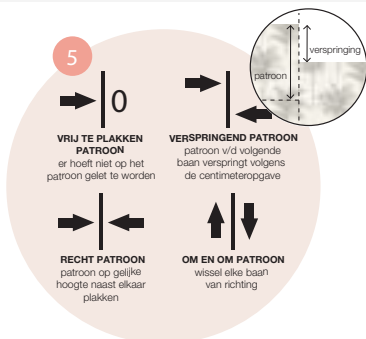 5
verspringing
patroon
0
VRIJ TE PLAKKEN
PATROON
er hoeft niet op het
patroon gelet te worden
VERSPRINGEND PATROON
patroon v/d volgende
baan verspringt volgens
de centimeteropgave
RECHT PATROON
patroon op gelijke
hoogte naast elkaar
plakken
OM EN OM PATROON
wissel elke baan
van richting